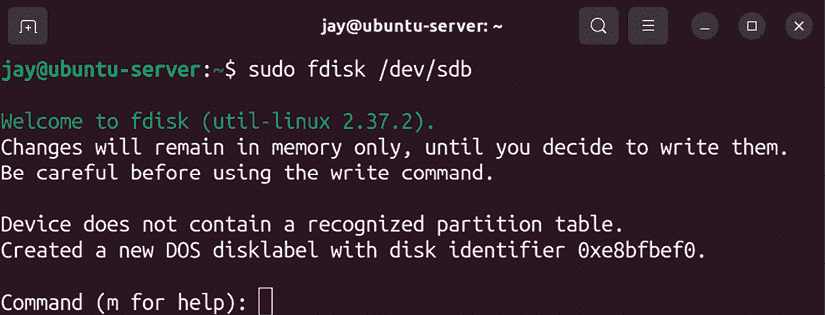 jay@ubuntu-server: ~
jay@ubuntu-server:~$ sudo fdisk /dev/sdb
Welcome to fdisk (util-linux 2.37.2).
Changes will remain in memory only, until you decide to write them.
Be careful before using the write command.
Device does not contain a recognized partition table.
Created a new DOS disklabel with disk identifier 0xe8bfbef0.
Command (m for help):